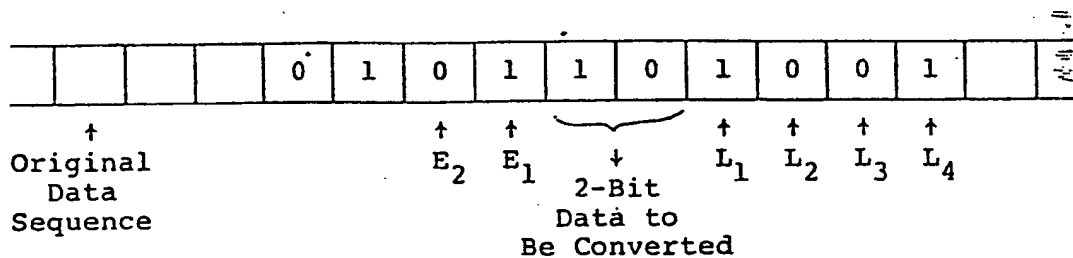 0 1 0 1 1 0 1 0 0 1
E2 E1 L1 L2 L3 L4
Original
Data
Sequence
2-Bit
Data to
Be Converted